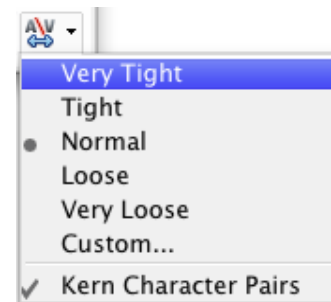 AV
Very Tight
Tight
Normal
Loose
Very Loose
Custom...
Kern Character Pairs